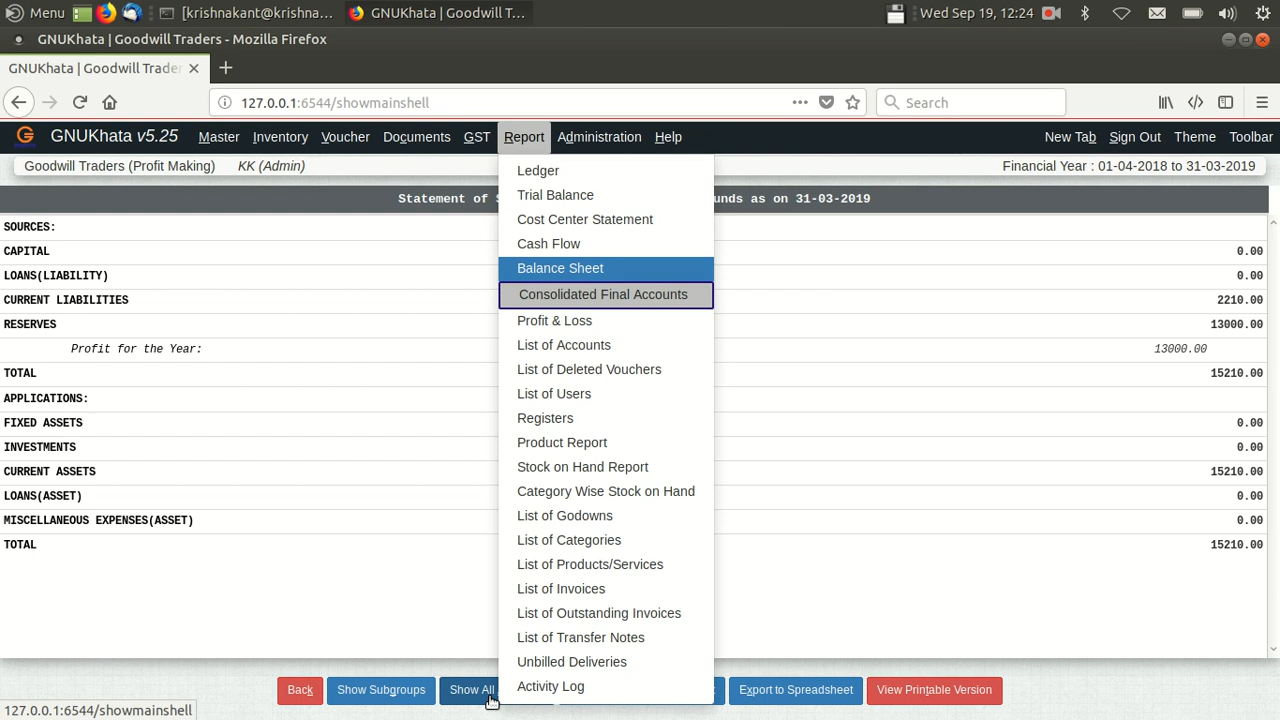 Menu [krishnakant@krishna... GNUKhata | Goodwill T... Wed Sep 19, 12:24
GNUKhata | Goodwill Traders - Mozilla Firefox
GNUKhata | Goodwill Trader
127.0.0.1:6544/showmainshell Search
GNUKhata v5.25 Master Inventory Voucher Documents GST Report Administration Help New Tab Sign Out Theme Toolbar
Goodwill Traders (Profit Making) KK (Admin) Financial Year : 01-04-2018 to 31-03-2019
Statement of unds as on 31-03-2019
Ledger
Trial Balance
Cost Center Statement
Cash Flow
Balance Sheet
Consolidated Final Accounts
Profit & Loss
List of Accounts
List of Deleted Vouchers
List of Users
Registers
Product Report
Stock on Hand Report
Category Wise Stock on Hand
List of Godowns
List of Categories
List of Products/Services
List of Invoices
List of Outstanding Invoices
List of Transfer Notes
Unbilled Deliveries
Activity Log
SOURCES:
CAPITAL 0.00
LOANS(LIABILITY) 0.00
CURRENT LIABILITIES 2210.00
RESERVES 13000.00
Profit for the Year: 13000.00
TOTAL 15210.00
APPLICATIONS:
FIXED ASSETS 0.00
INVESTMENTS 0.00
CURRENT ASSETS 15210.00
LOANS(ASSET) 0.00
MISCELLANEOUS EXPENSES(ASSET) 0.00
TOTAL 15210.00
Back Show Subgroups Show All Export to Spreadsheet View Printable Version
127.0.0.1:6544/showmainshell